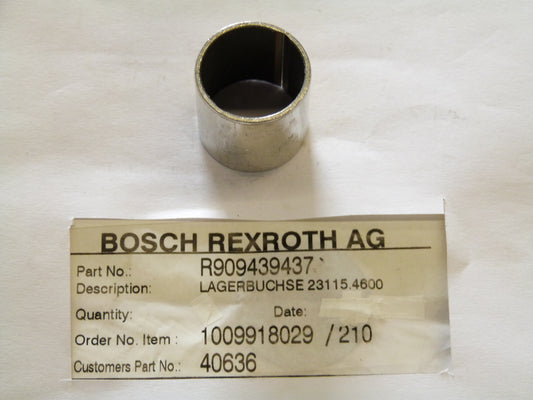 BOSCH REXROTH AG
Part No.: R909439437
Description: LAGERBUCHSE 23115.4600
Quantity: Date:
Order No. Item : 1009918029 /210
Customers Part No.: 40636